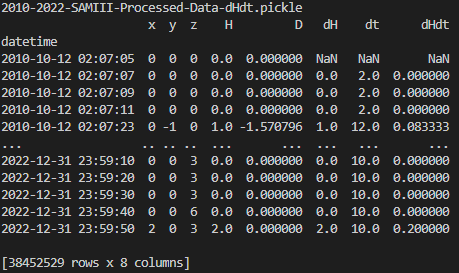 2010-2022-SAMIII-Processed-Data-dHdt.pickle
                     x  y  z    H         D   dH    dt      dHdt
datetime
2010-10-12 02:07:05  0  0  0  0.0  0.000000  NaN   NaN       NaN
2010-10-12 02:07:07  0  0  0  0.0  0.000000  0.0   2.0  0.000000
2010-10-12 02:07:09  0  0  0  0.0  0.000000  0.0   2.0  0.000000
2010-10-12 02:07:11  0  0  0  0.0  0.000000  0.0   2.0  0.000000
2010-10-12 02:07:23  0 -1  0  1.0 -1.570796  1.0  12.0  0.083333
...                 .. .. ..  ...       ...  ...   ...       ...
2022-12-31 23:59:10  0  0  3  0.0  0.000000  0.0  10.0  0.000000
2022-12-31 23:59:20  0  0  3  0.0  0.000000  0.0  10.0  0.000000
2022-12-31 23:59:30  0  0  3  0.0  0.000000  0.0  10.0  0.000000
2022-12-31 23:59:40  0  0  6  0.0  0.000000  0.0  10.0  0.000000
2022-12-31 23:59:50  2  0  3  2.0  0.000000  2.0  10.0  0.200000
[38452529 rows x 8 columns]